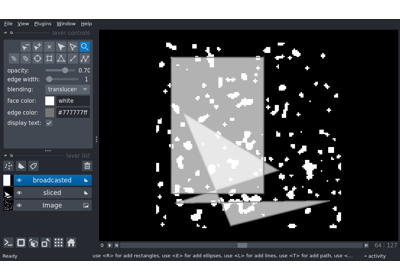 File View Plugins Window Help
layer controls
opacity: 0.70
edge width: 1
blending: translucen
face color: white
edge color: #777777ff
display text:
layer list
broadcasted
sliced
Image
0 64 127
Ready use <R> for add rectangles, use <E> for add ellipses, use <L> for add lines, use <T> for add path, use <... activity